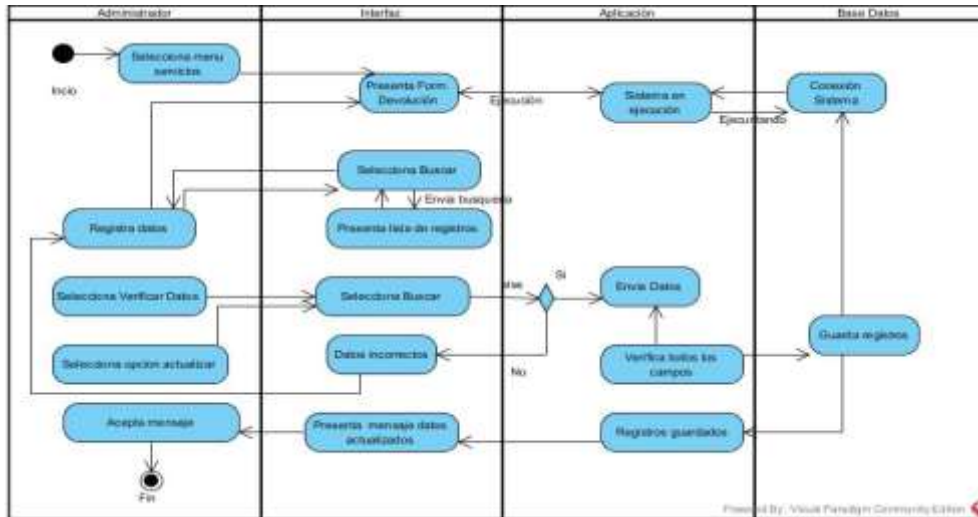 Administrador
Interfaz
Aplicación
Base Datos
Incio
Selecciona menu
servicios
Presenta Form.
Devolución
Ejecución
Sistema en
ejecución
Ejecuntando
Conexión
Sistema
Selecciona Buscar
Envia busqueda
Registra datos
Presenta lista de registros
Selecciona Verificar Datos
Selecciona Buscar
Si
Envia Datos
Guarda registros
Selecciona opcion actualizar
Datos incorrectos
No
Verifica todos los
campos
Acepta mensaje
Presenta mensaje datos
actualizados
Registros guardados
Fin
Powered By: Visual Paradigm Community Edition